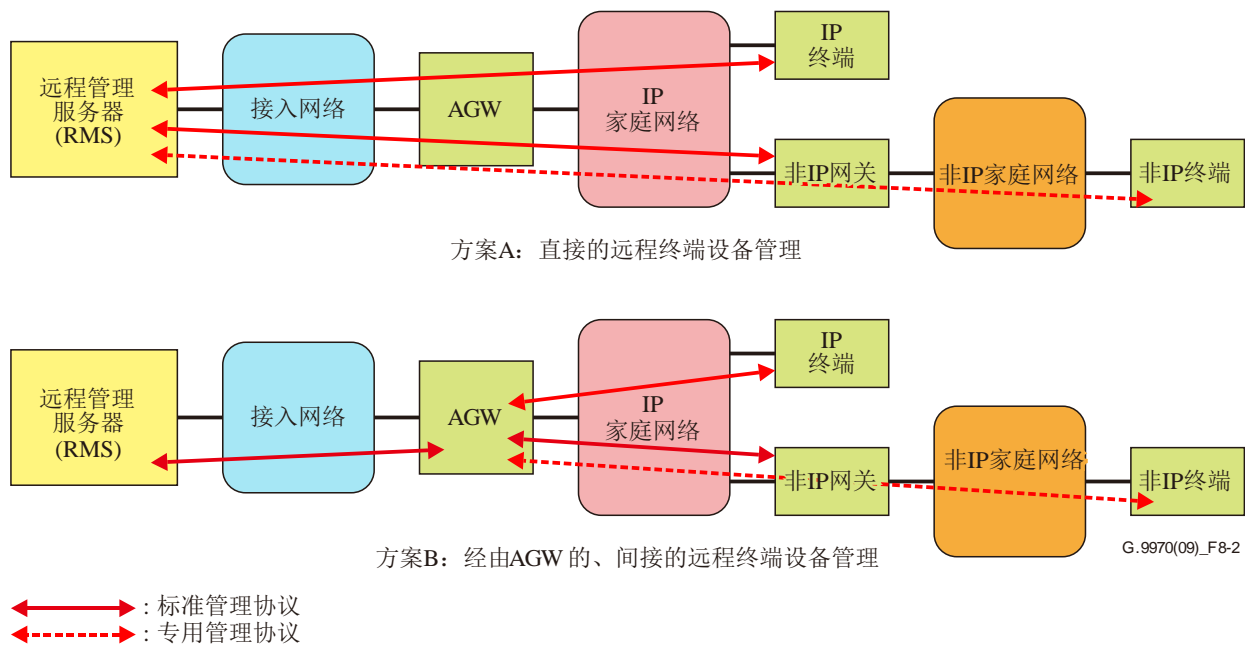 远程管理
服务器
(RMS)
接入网络
AGW
IP
家庭网络
IP
终端
非IP网关
非IP家庭网络
非IP终端
方案A：直接的远程终端设备管理
远程管理
服务器
(RMS)
接入网络
AGW
IP
家庭网络
IP
终端
非IP网关
非IP家庭网络
非IP终端
方案B：经由AGW 的、间接的远程终端设备管理
G.9970(09)_F8-2
：标准管理协议
：专用管理协议